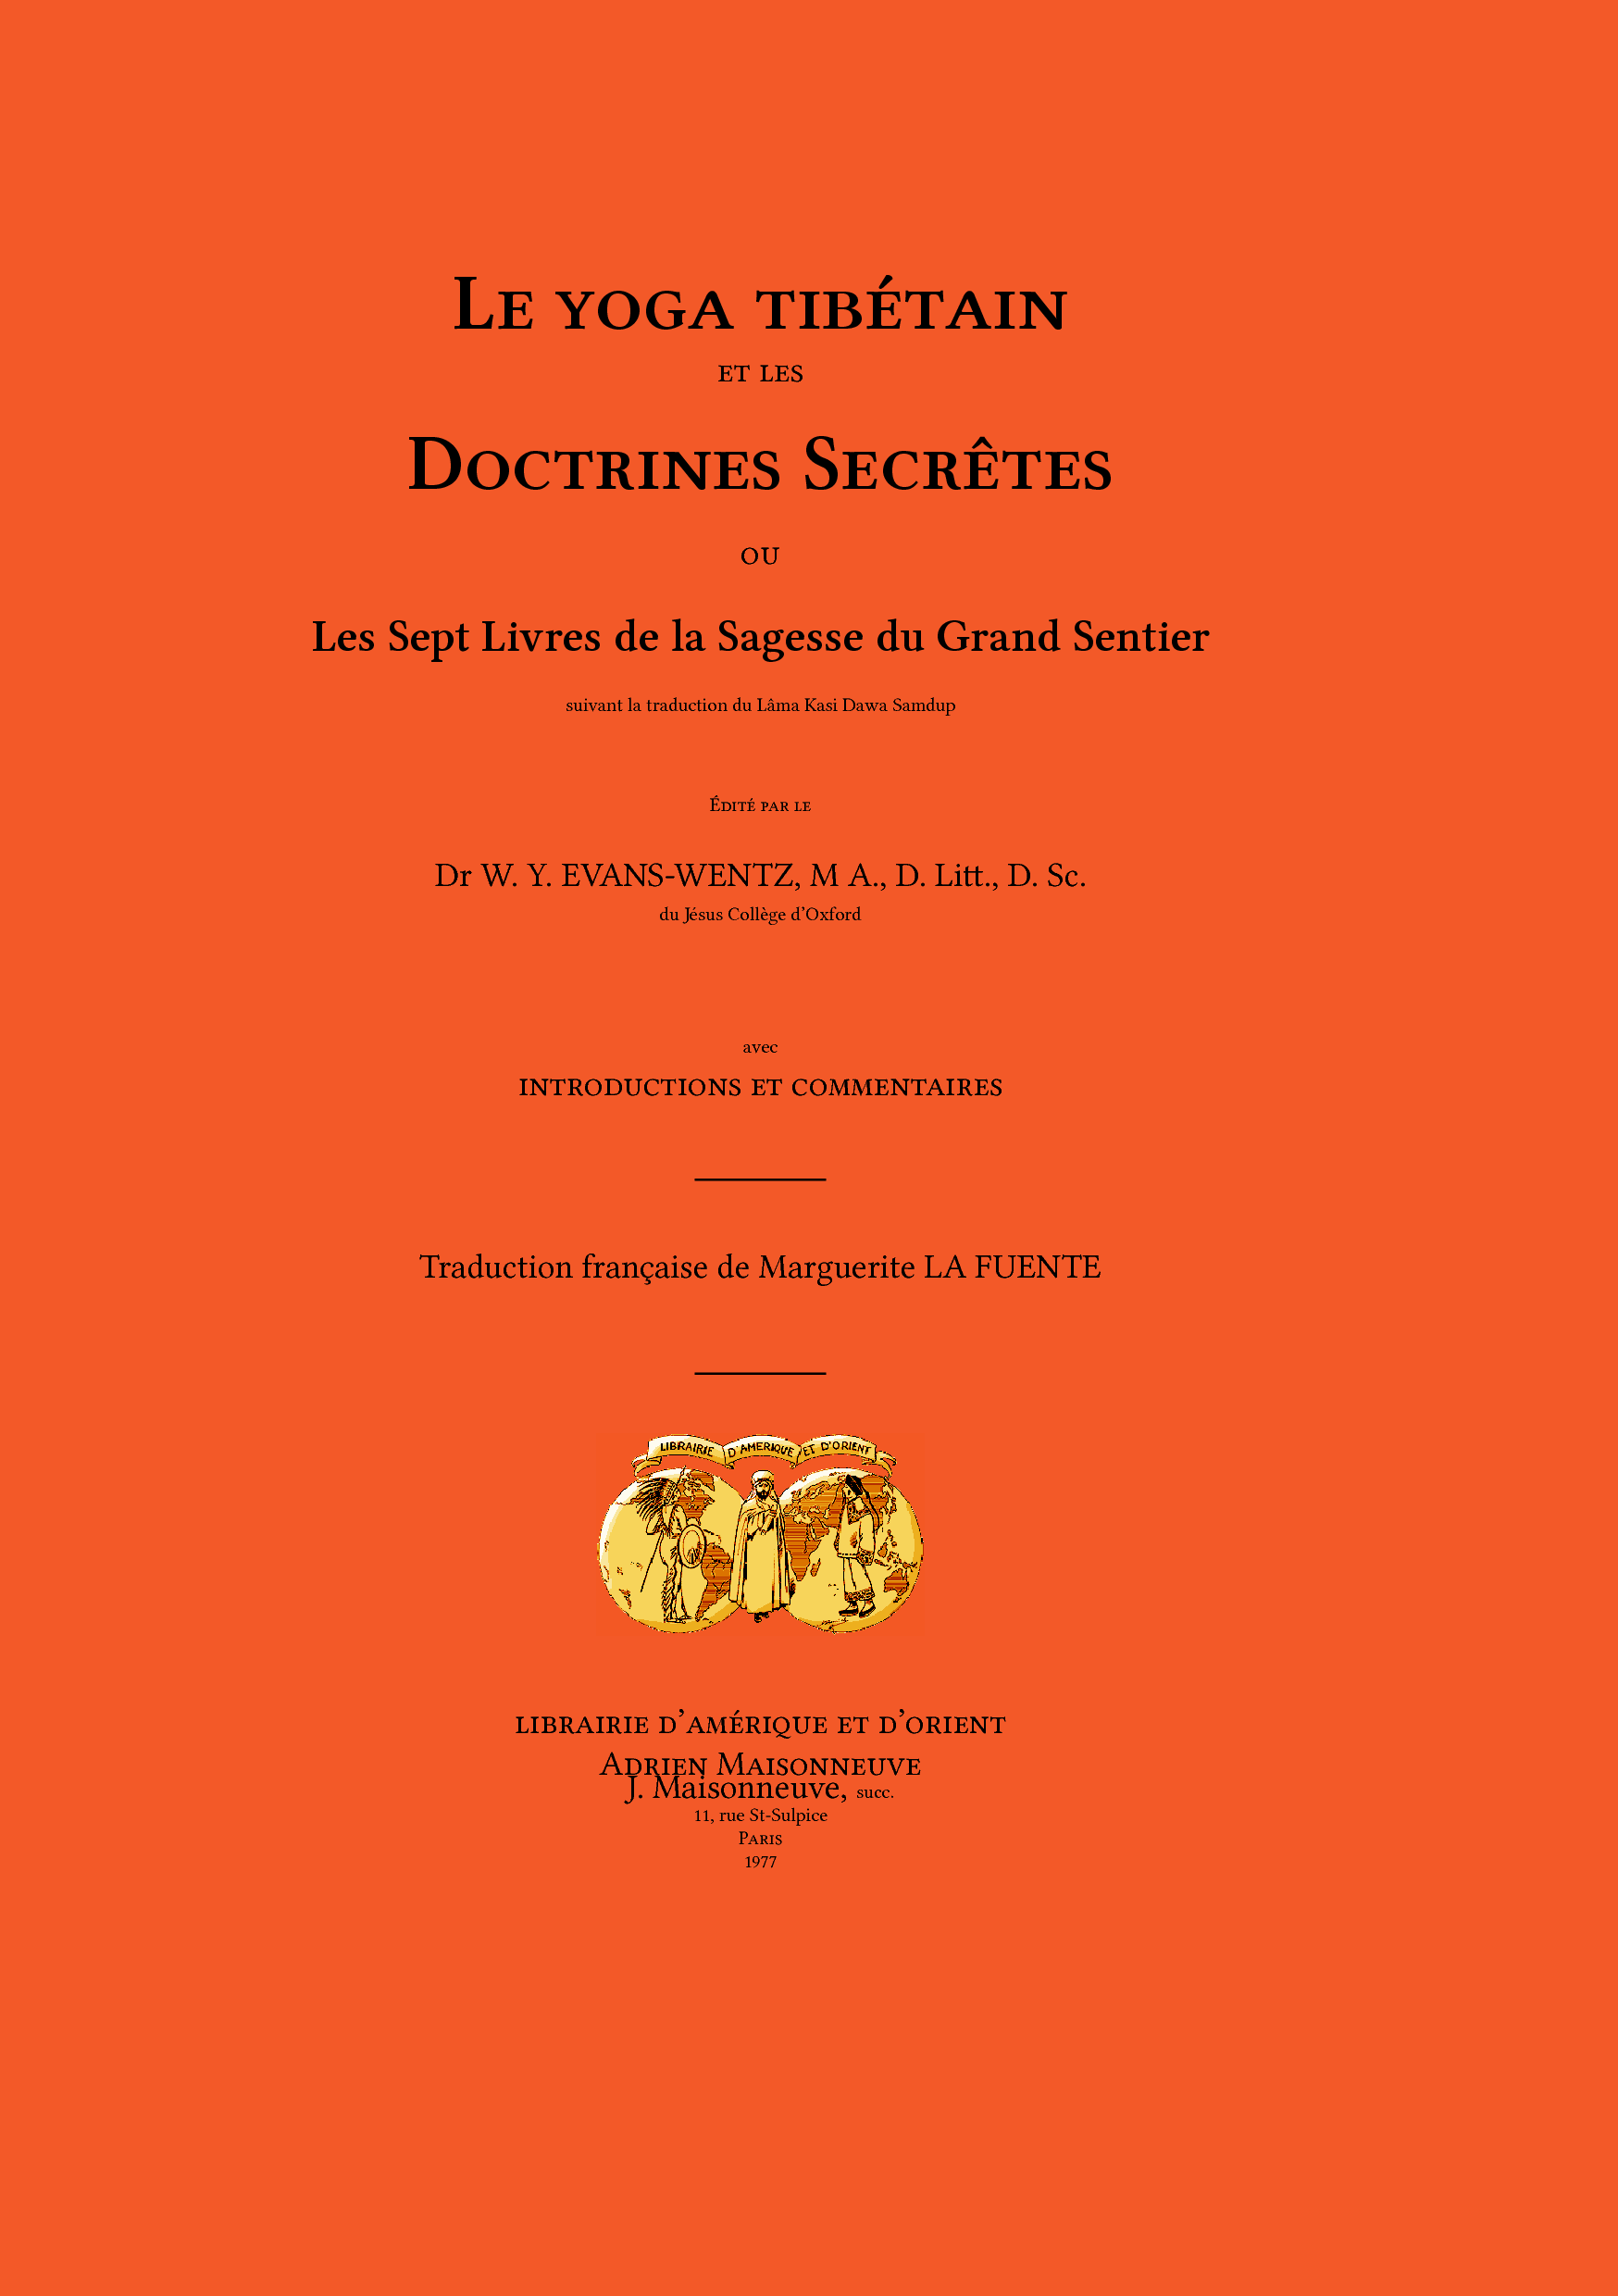 Le yoga tibétain
et les
Doctrines Secrêtes
ou
Les Sept Livres de la Sagesse du Grand Sentier
suivant la traduction du Lâma Kasi Dawa Samdup
Édité par le
Dr W. Y. EVANS-WENTZ, M A., D. Litt., D. Sc.
du Jésus Collège d’Oxford
avec
introductions et commentaires
Traduction française de Marguerite LA FUENTE
LIBRAIRIE D'AMERIQUE ET D'ORIENT
librairie d’amérique et d’orient
Adrien Maisonneuve
J. Maisonneuve, succ.
11, rue St-Sulpice
Paris
1977